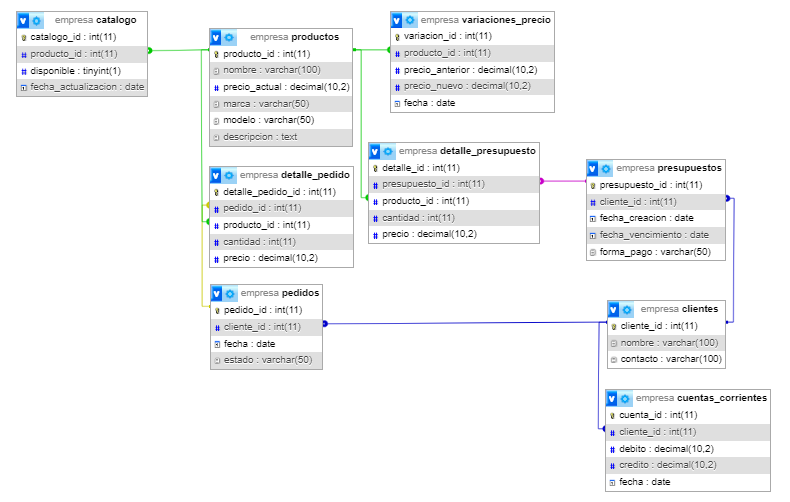 empresa catalogo
catalogo_id : int(11)
producto_id : int(11)
disponible : tinyint(1)
fecha_actualizacion : date
empresa productos
producto_id : int(11)
nombre : varchar(100)
precio_actual : decimal(10,2)
marca : varchar(50)
modelo : varchar(50)
descripcion : text
empresa variaciones_precio
variacion_id : int(11)
producto_id : int(11)
precio_anterior : decimal(10,2)
precio_nuevo : decimal(10,2)
fecha : date
empresa detalle_pedido
detalle_pedido_id : int(11)
pedido_id : int(11)
producto_id : int(11)
cantidad : int(11)
precio : decimal(10,2)
empresa detalle_presupuesto
detalle_id : int(11)
presupuesto_id : int(11)
producto_id : int(11)
cantidad : int(11)
precio : decimal(10,2)
empresa presupuestos
presupuesto_id : int(11)
cliente_id : int(11)
fecha_creacion : date
fecha_vencimiento : date
forma_pago : varchar(50)
empresa pedidos
pedido_id : int(11)
cliente_id : int(11)
fecha : date
estado : varchar(50)
empresa clientes
cliente_id : int(11)
nombre : varchar(100)
contacto : varchar(100)
empresa cuentas_corrientes
cuenta_id : int(11)
cliente_id : int(11)
debito : decimal(10,2)
credito : decimal(10,2)
fecha : date